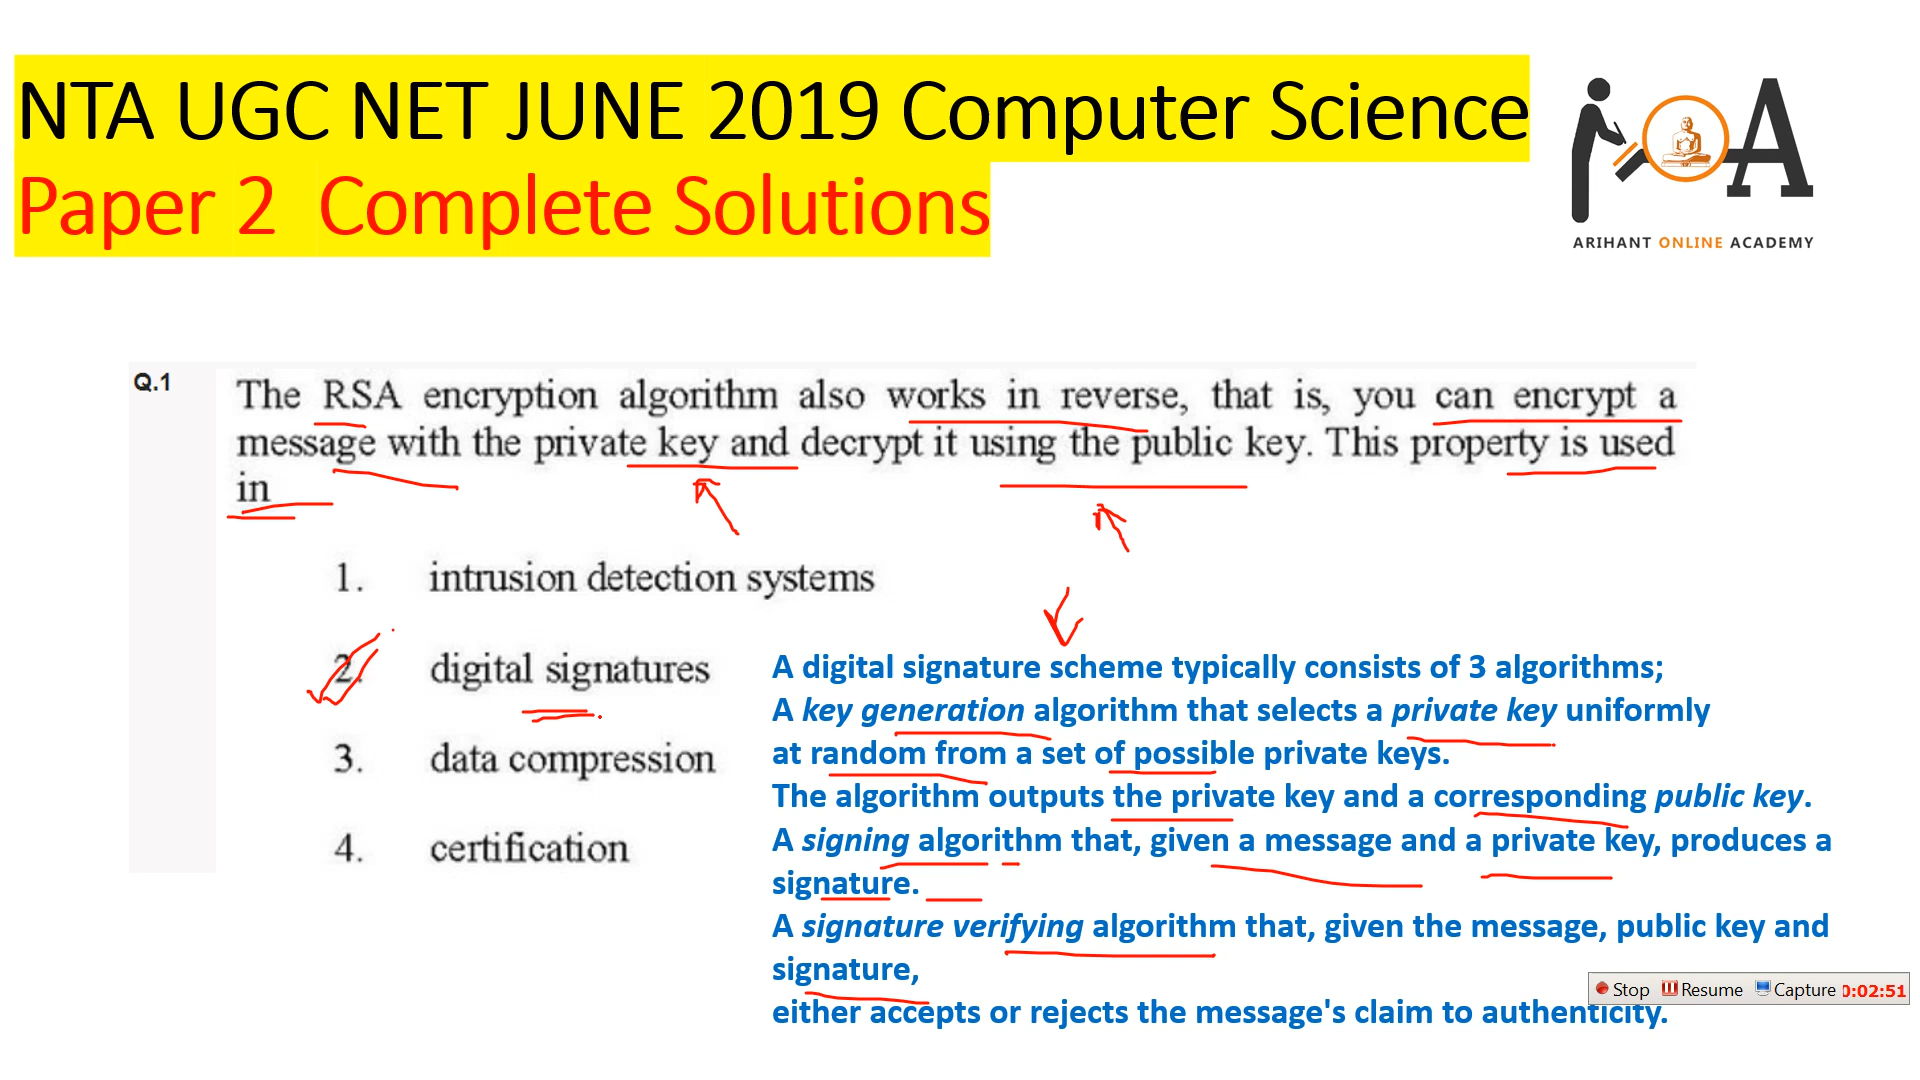 NTA UGC NET JUNE 2019 Computer Science
Paper 2 Complete Solutions
ARIHANT ONLINE ACADEMY
Q.1
The RSA encryption algorithm also works in reverse, that is, you can encrypt a
message with the private key and decrypt it using the public key. This property is used
in
1. intrusion detection systems
2. digital signatures
3. data compression
4. certification
A digital signature scheme typically consists of 3 algorithms;
A key generation algorithm that selects a private key uniformly
at random from a set of possible private keys.
The algorithm outputs the private key and a corresponding public key.
A signing algorithm that, given a message and a private key, produces a
signature.
A signature verifying algorithm that, given the message, public key and
signature,
either accepts or rejects the message's claim to authenticity.
Stop Resume Capture 0:02:51